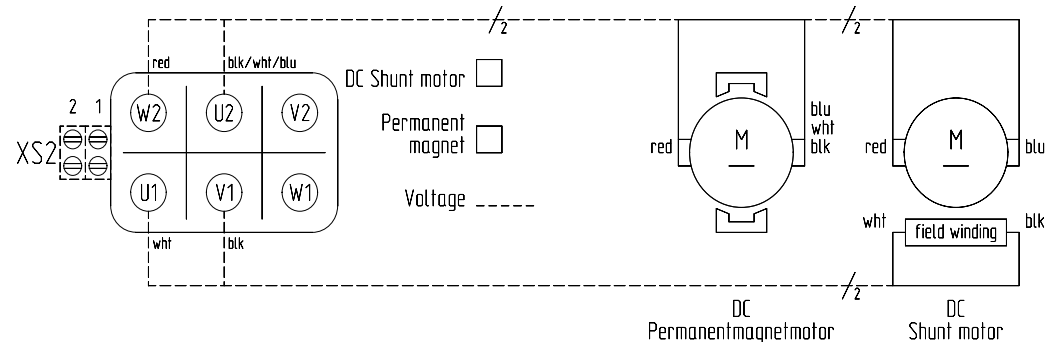 2
2
red
blk/wht/blu
DC Shunt motor
2 1
W2
U2
V2
blu
wht
blk
Permanent
magnet
M
M
XS2
red
red
blu
U1
V1
W1
Voltage
wht
blk
wht
field winding
blk
2
2
DC
Permanentmagnetmotor
DC
Shunt motor